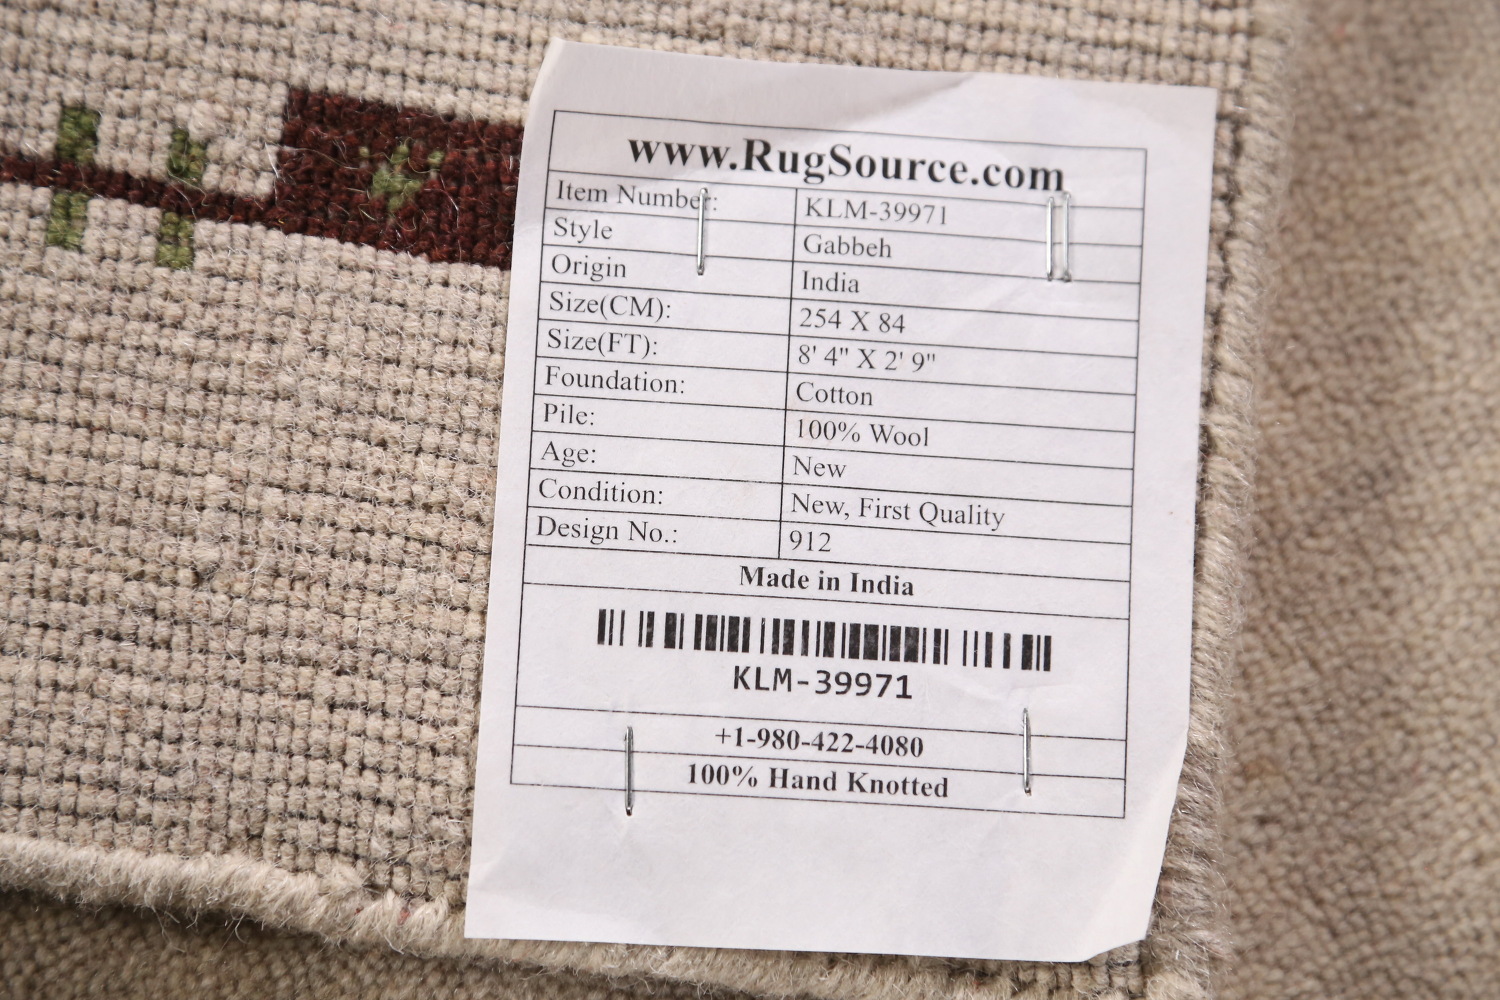 www.RugSource.com
Item Number: KLM-39971
Style Gabbeh
Origin India
Size(CM): 254 X 84
Size(FT): 8' 4" X 2' 9"
Foundation: Cotton
Pile: 100% Wool
Age: New
Condition: New, First Quality
Design No.: 912
Made in India
KLM-39971
+1-980-422-4080
100% Hand Knotted